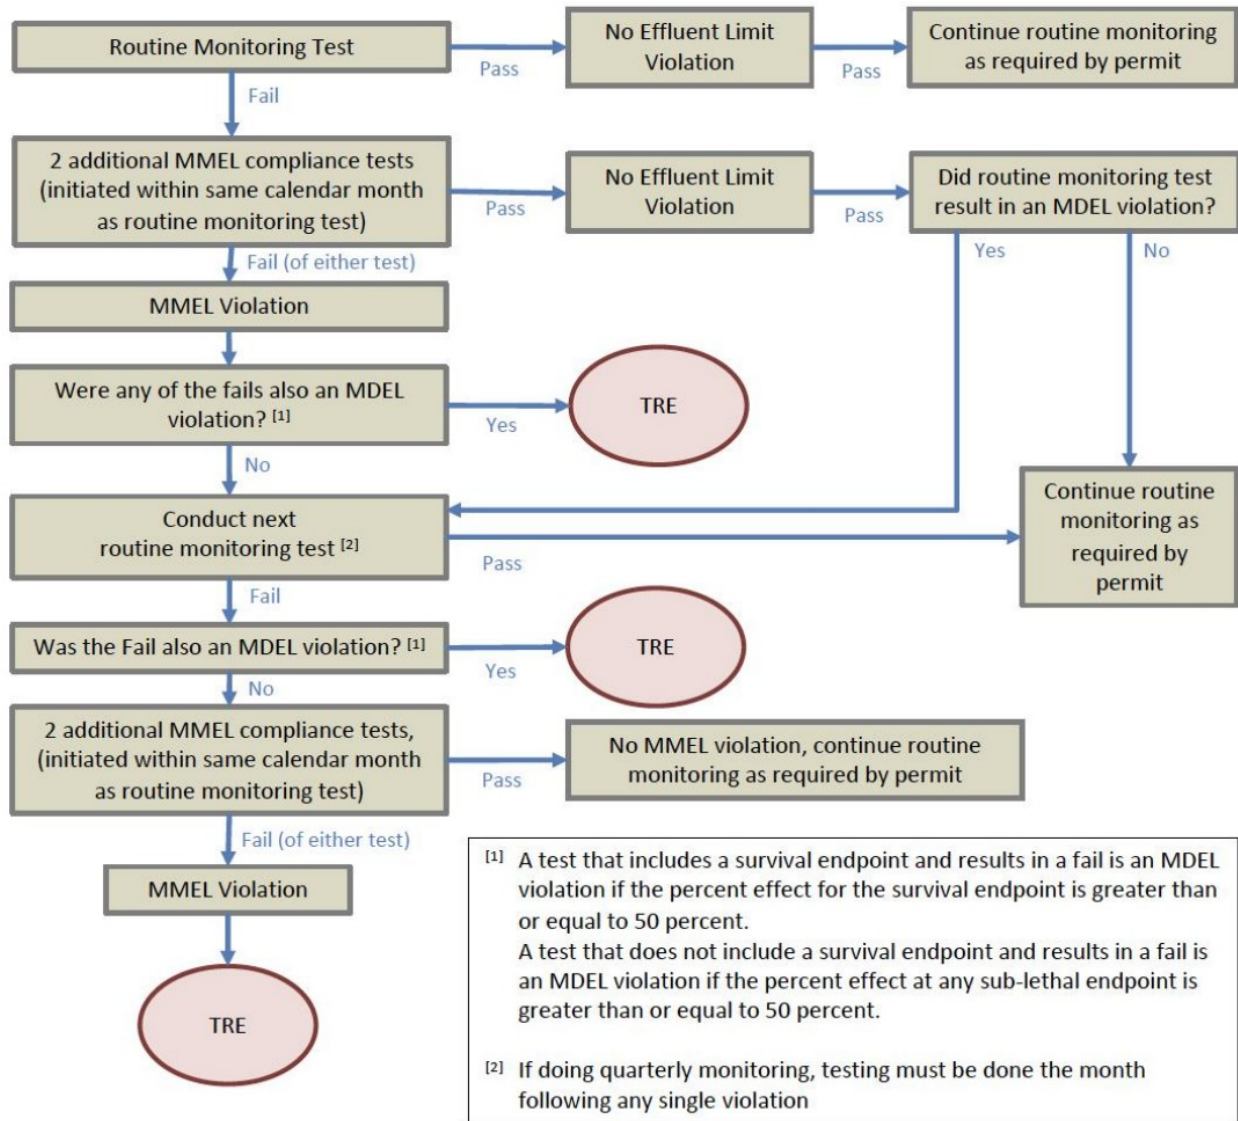 Routine Monitoring Test
Pass
No Effluent Limit
Violation
Pass
Continue routine monitoring
as required by permit
Fail
2 additional MMEL compliance tests
(initiated within same calendar month
as routine monitoring test)
Pass
No Effluent Limit
Violation
Pass
Did routine monitoring test
result in an MDEL violation?
Fail (of either test)
Yes
No
MMEL Violation
Were any of the fails also an MDEL
violation? [1]
Yes
TRE
No
Conduct next
routine monitoring test [2]
Pass
Continue routine
monitoring as
required by
permit
Fail
Was the Fail also an MDEL violation? [1]
Yes
TRE
No
2 additional MMEL compliance tests,
(initiated within same calendar month
as routine monitoring test)
Pass
No MMEL violation, continue routine
monitoring as required by permit
Fail (of either test)
MMEL Violation
TRE
[1] A test that includes a survival endpoint and results in a fail is an MDEL
violation if the percent effect for the survival endpoint is greater than
or equal to 50 percent.
A test that does not include a survival endpoint and results in a fail is
an MDEL violation if the percent effect at any sub-lethal endpoint is
greater than or equal to 50 percent.
[2] If doing quarterly monitoring, testing must be done the month
following any single violation